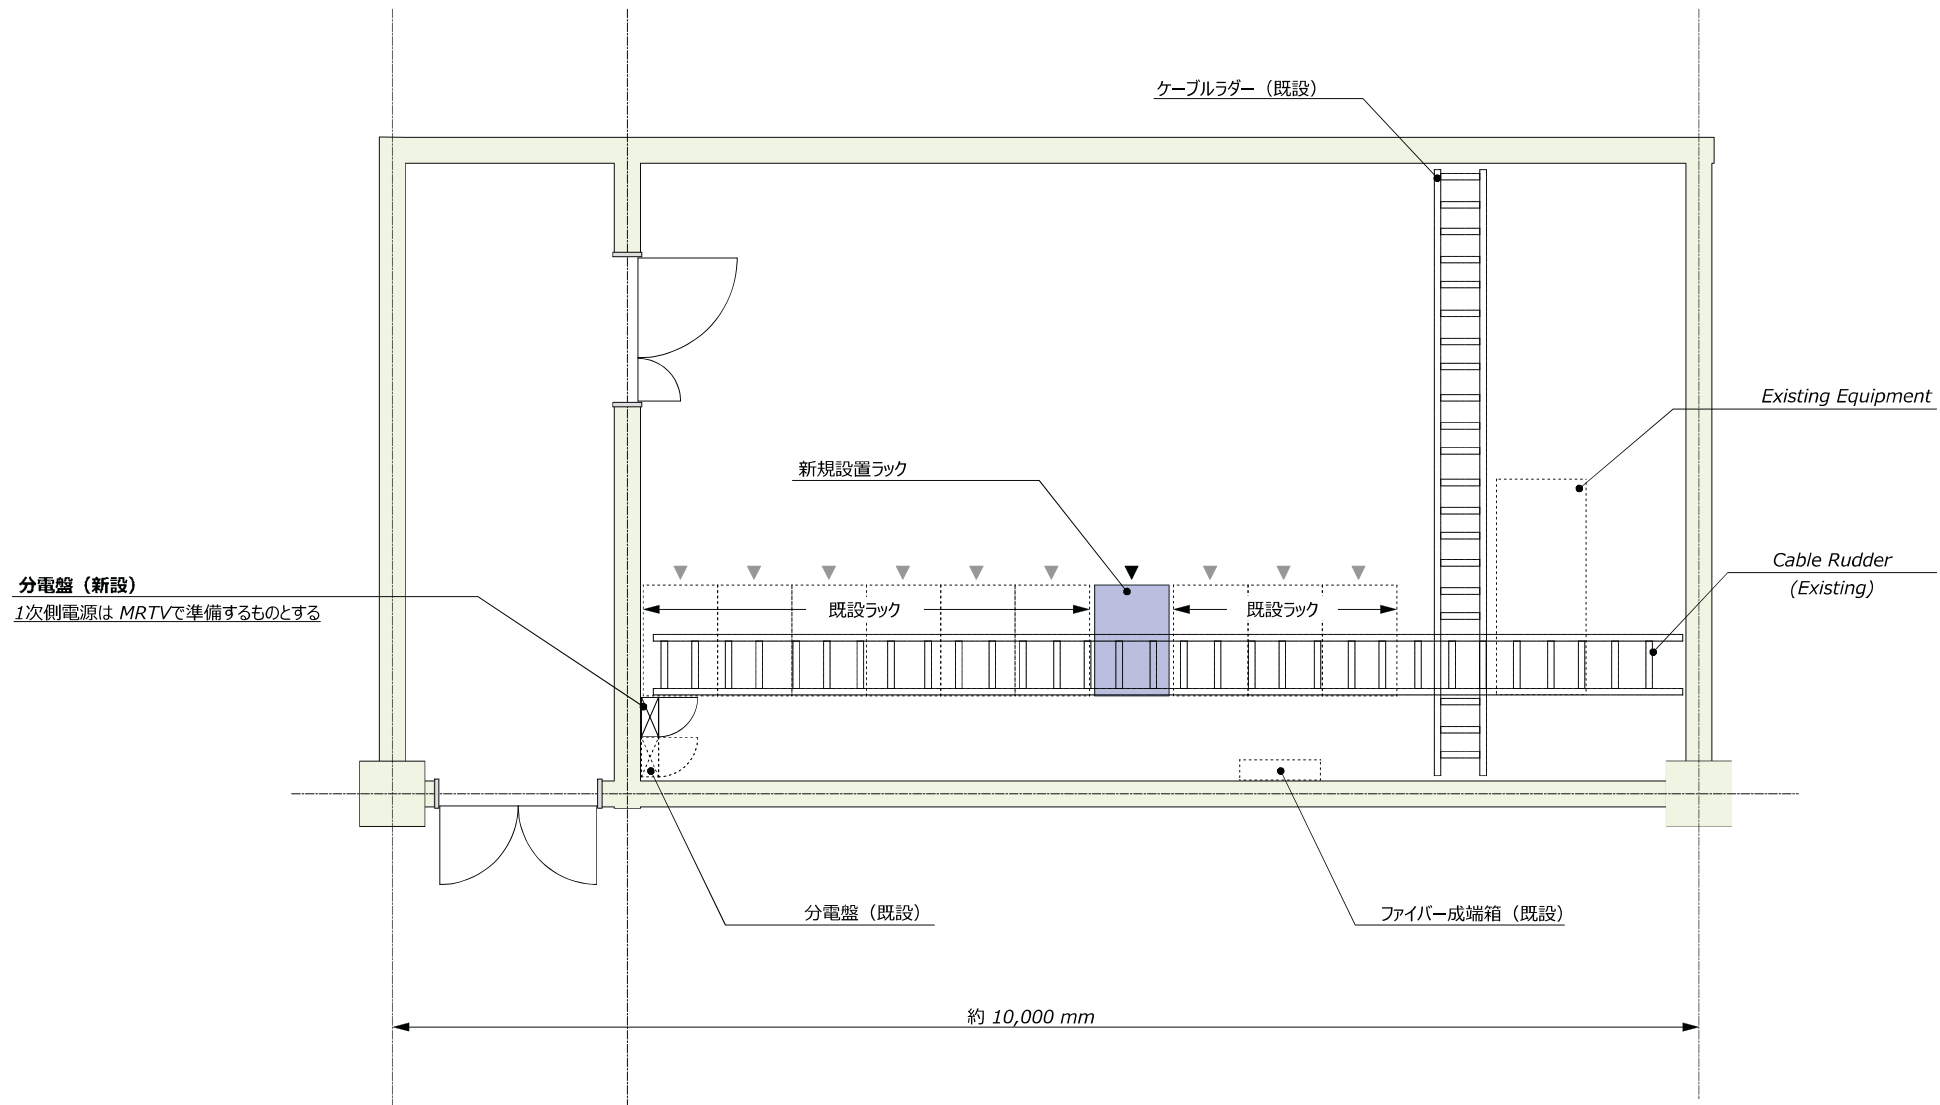 ケーブルラダー（既設）
Existing Equipment
新規設置ラック
Cable Rudder
(Existing)
分電盤（新設）
1次側電源は MRTVで準備するものとする
既設ラック
既設ラック
分電盤（既設）
ファイバー成端箱（既設）
約 10,000 mm